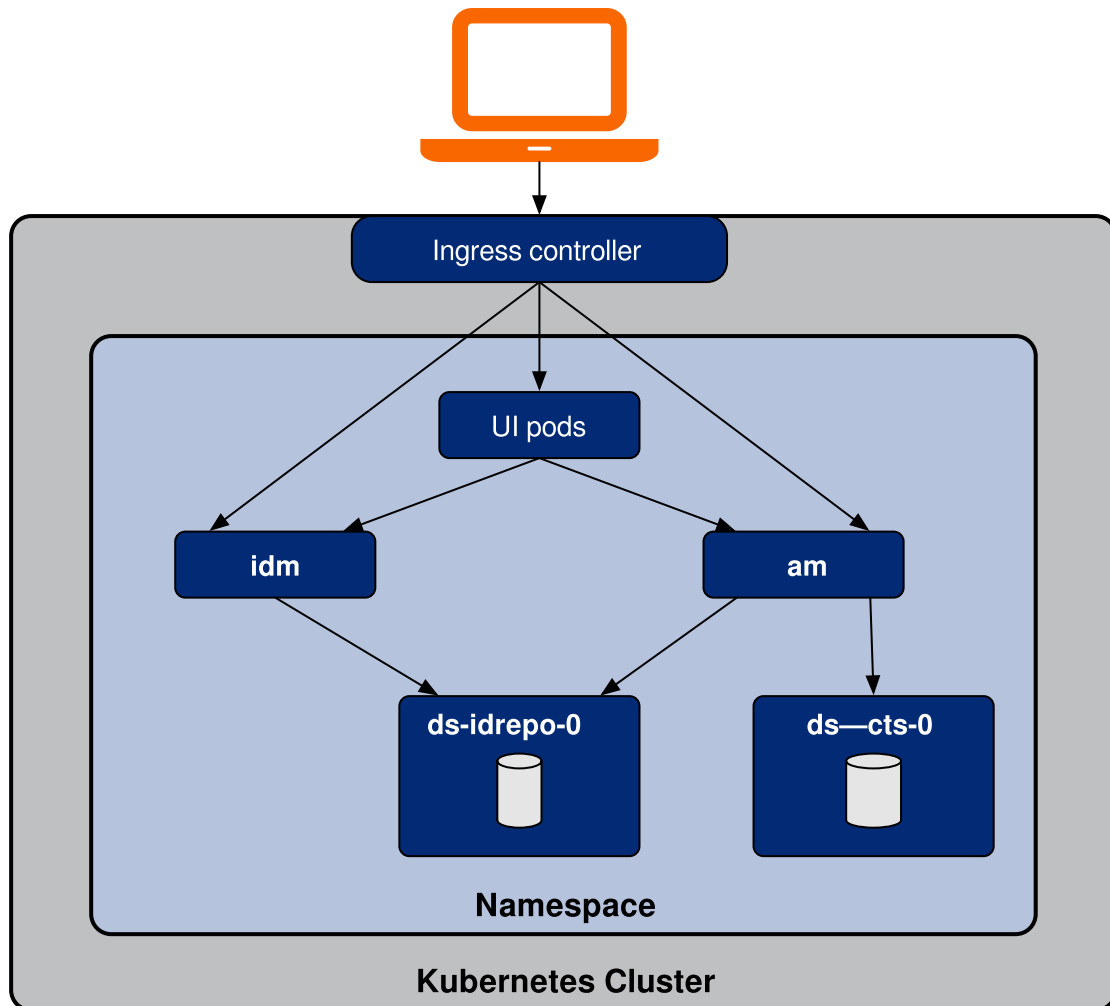 Ingress controller
UI pods
idm
am
ds-idrepo-0
ds—cts-0
Namespace
Kubernetes Cluster